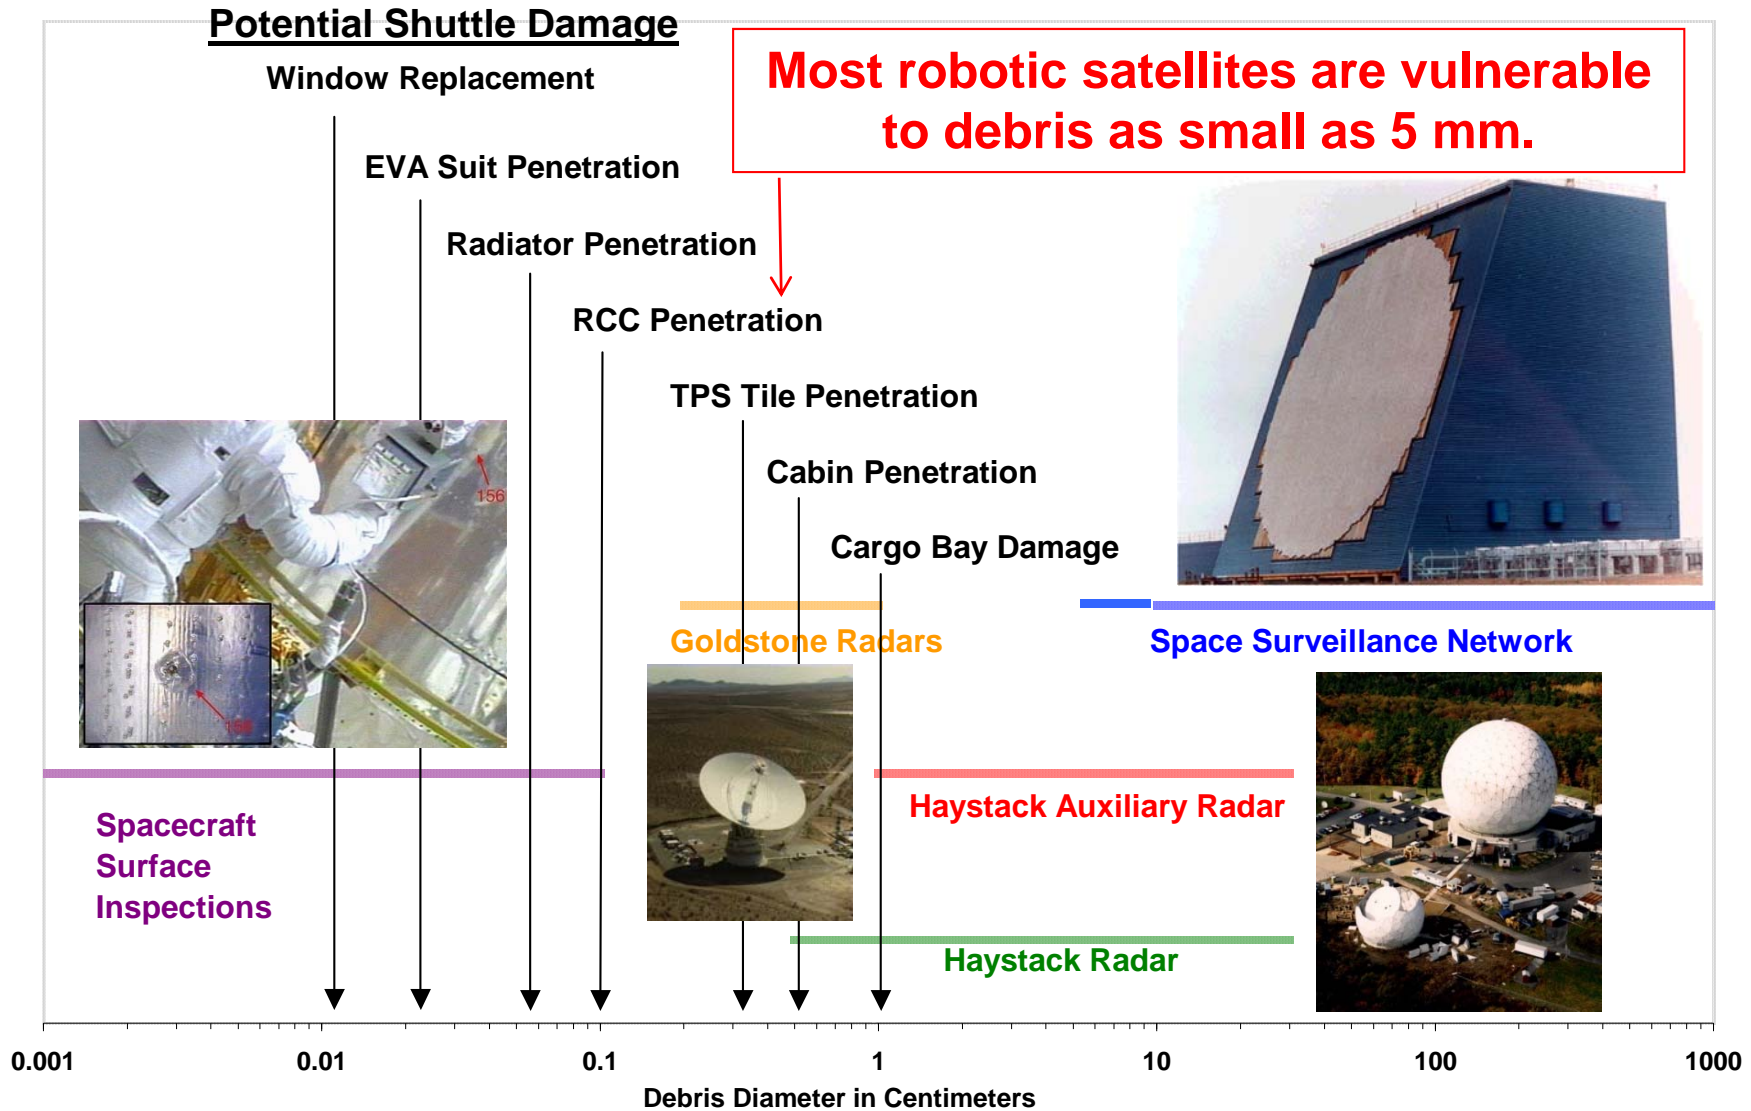 Potential Shuttle Damage
Window Replacement
Most robotic satellites are vulnerable
to debris as small as 5 mm.
EVA Suit Penetration
Radiator Penetration
RCC Penetration
TPS Tile Penetration
Cabin Penetration
156
Cargo Bay Damage
Goldstone Radars
Space Surveillance Network
156
Haystack Auxiliary Radar
Spacecraft
Surface
Inspections
Haystack Radar
0.001 0.01 0.1 1 10 100 1000
Debris Diameter in Centimeters